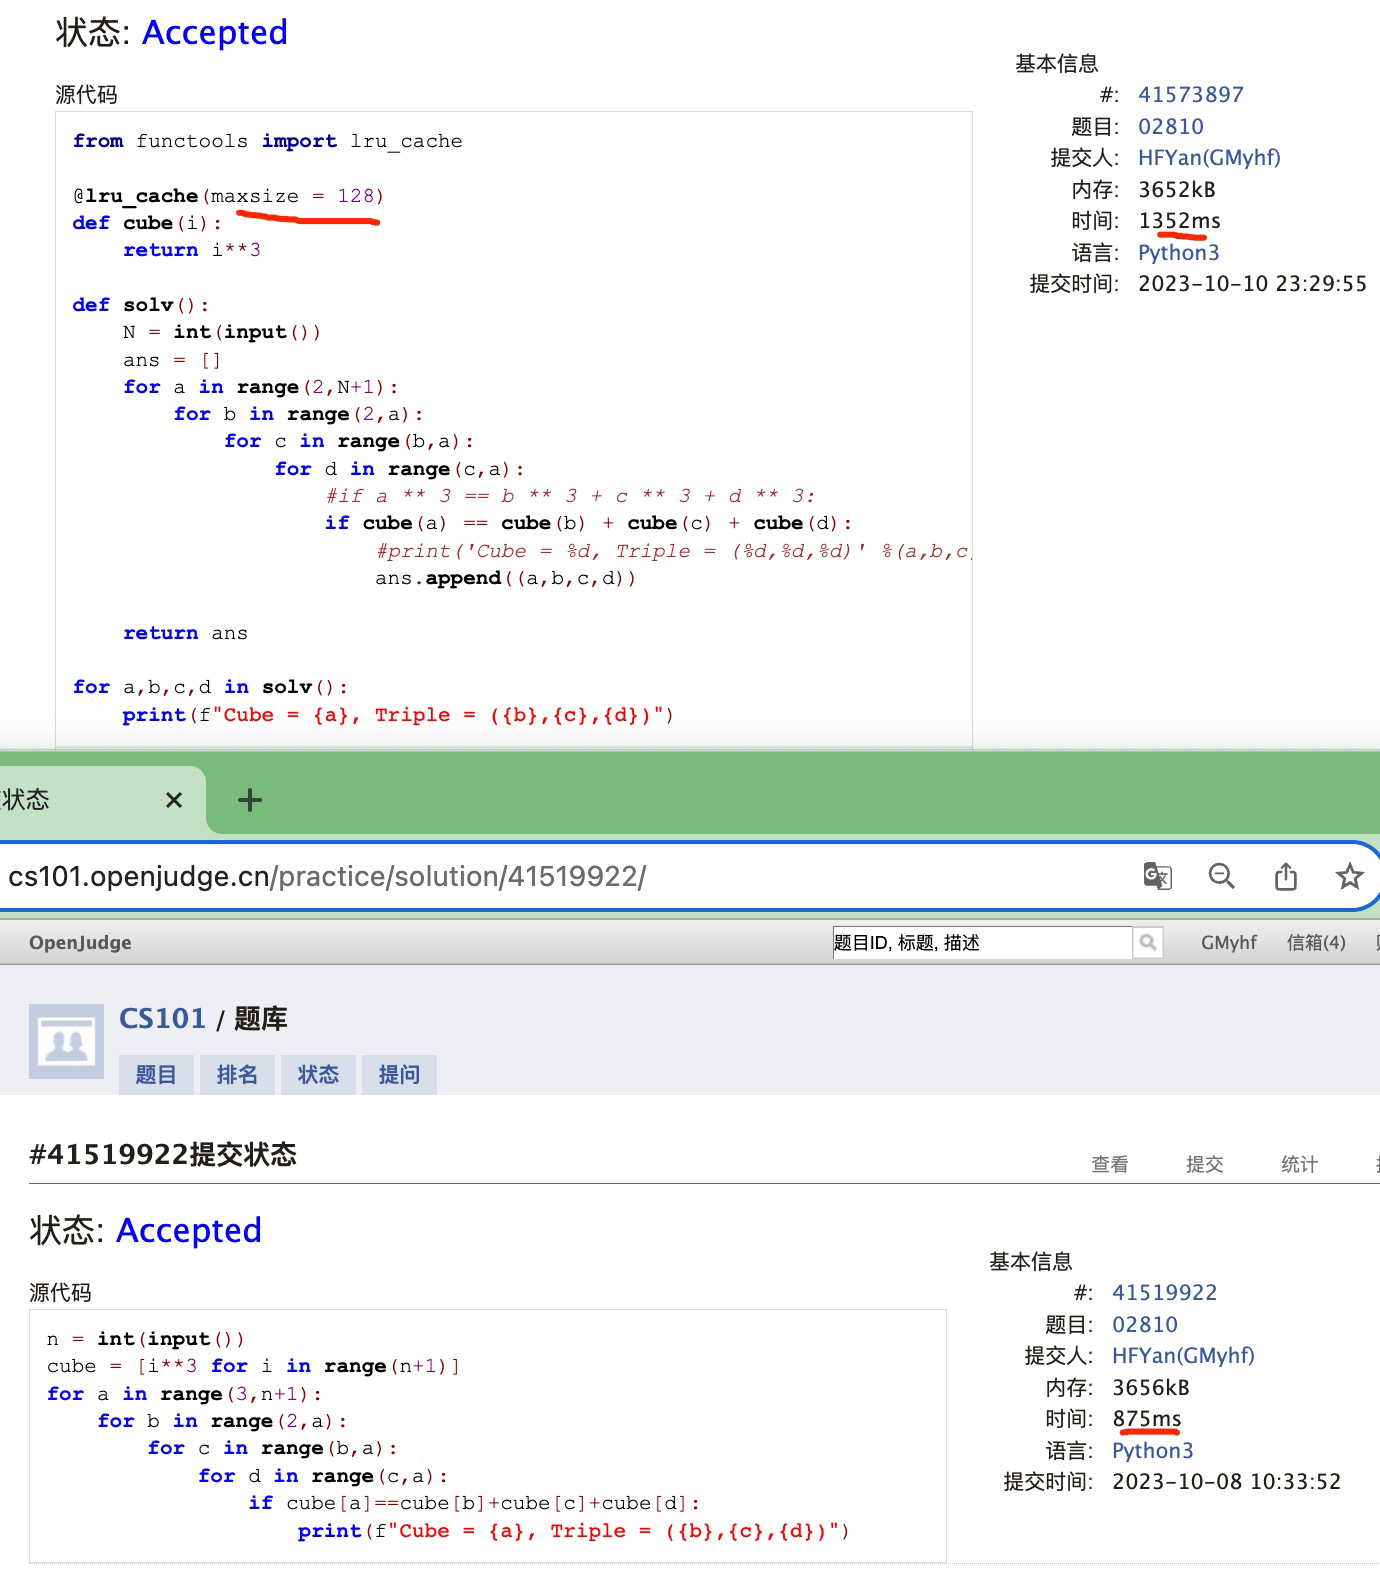 状态: Accepted
基本信息
#: 41573897
题目: 02810
提交人: HFYan(GMyhf)
内存: 3652kB
时间: 1352ms
语言: Python3
提交时间: 2023-10-10 23:29:55
源代码
from functools import lru_cache
@lru_cache(maxsize = 128)
def cube(i):
    return i**3
def solv():
    N = int(input())
    ans = []
    for a in range(2,N+1):
        for b in range(2,a):
            for c in range(b,a):
                for d in range(c,a):
                    #if a ** 3 == b ** 3 + c ** 3 + d ** 3:
                    if cube(a) == cube(b) + cube(c) + cube(d):
                        #print('Cube = %d, Triple = (%d,%d,%d)' %(a,b,c,
                        ans.append((a,b,c,d))
    return ans
for a,b,c,d in solv():
    print(f"Cube = {a}, Triple = ({b},{c},{d})")
状态
cs101.openjudge.cn/practice/solution/41519922/
OpenJudge
题目ID, 标题, 描述
GMyhf 信箱(4)
CS101 / 题库
题目 排名 状态 提问
#41519922提交状态
查看 提交 统计
状态: Accepted
基本信息
#: 41519922
题目: 02810
提交人: HFYan(GMyhf)
内存: 3656kB
时间: 875ms
语言: Python3
提交时间: 2023-10-08 10:33:52
源代码
n = int(input())
cube = [i**3 for i in range(n+1)]
for a in range(3,n+1):
    for b in range(2,a):
        for c in range(b,a):
            for d in range(c,a):
                if cube[a]==cube[b]+cube[c]+cube[d]:
                    print(f"Cube = {a}, Triple = ({b},{c},{d})")